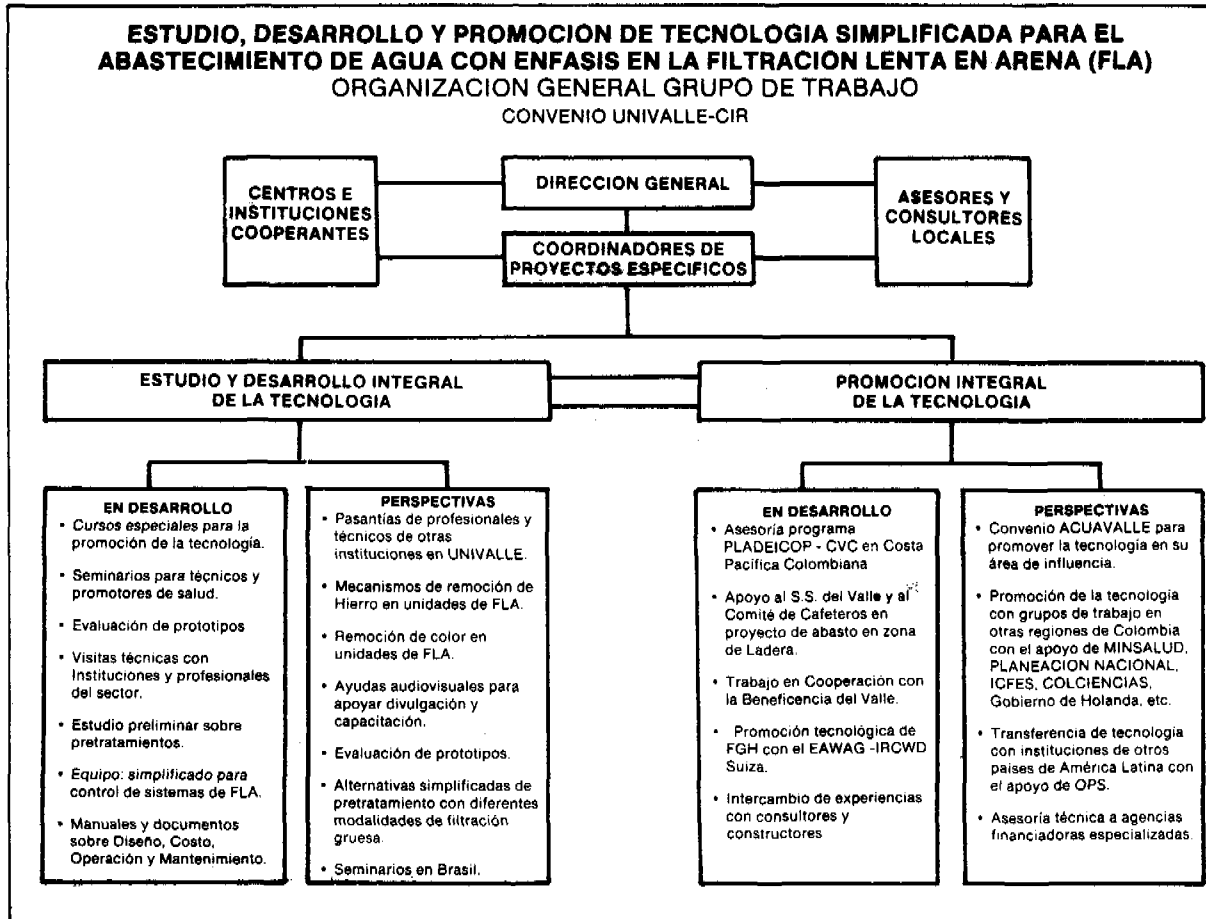 ESTUDIO, DESARROLLO Y PROMOCION DE TECNOLOGIA SIMPLIFICADA PARA EL
ABASTECIMIENTO DE AGUA CON ENFASIS EN LA FILTRACION LENTA EN ARENA (FLA)
ORGANIZACION GENERAL GRUPO DE TRABAJO
CONVENIO UNIVALLE-CIR
CENTROS E
INSTITUCIONES
COOPERANTES
DIRECCION GENERAL
COORDINADORES DE
PROYECTOS ESPECIFICOS
ASESORES Y
CONSULTORES
LOCALES
ESTUDIO Y DESARROLLO INTEGRAL
DE LA TECNOLOGIA
PROMOCION INTEGRAL
DE LA TECNOLOGIA
EN DESARROLLO
• Cursos especiales para la
promoción de la tecnología.
• Seminarios para técnicos y
promotores de salud.
• Evaluación de prototipos
• Visitas técnicas con
Instituciones y profesionales
del sector.
• Estudio preliminar sobre
pretratamientos.
• Equipo: simplificado para
control de sistemas de FLA.
• Manuales y documentos
sobre Diseño, Costo,
Operación y Mantenimiento.
PERSPECTIVAS
• Pasantías de profesionales y
técnicos de otras
instituciones en UNIVALLE.
• Mecanismos de remoción de
Hierro en unidades de FLA.
• Remoción de color en
unidades de FLA.
• Ayudas audiovisuales para
apoyar divulgación y
capacitación.
• Evaluación de prototipos.
• Alternativas simplificadas de
pretratamiento con diferentes
modalidades de filtración
gruesa.
• Seminarios en Brasil.
EN DESARROLLO
• Asesoría programa
PLADEICOP - CVC en Costa
Pacífica Colombiana
• Apoyo al S.S. del Valle y al
Comité de Cafeteros en
proyecto de abasto en zona
de Ladera.
• Trabajo en Cooperación con
la Beneficencia del Valle.
• Promoción tecnológica de
FGH con el EAWAG -IRCWD
Suiza.
• Intercambio de experiencias
con consultores y
constructores
PERSPECTIVAS
• Convenio ACUAVALLE para
promover la tecnología en su
área de influencia.
• Promoción de la tecnología
con grupos de trabajo en
otras regiones de Colombia
con el apoyo de MINSALUD,
PLANEACION NACIONAL,
ICFES, COLCIENCIAS,
Gobierno de Holanda, etc.
• Transferencia de tecnología
con instituciones de otros
países de América Latina con
el apoyo de OPS.
• Asesoría técnica a agencias
financiadoras especializadas.